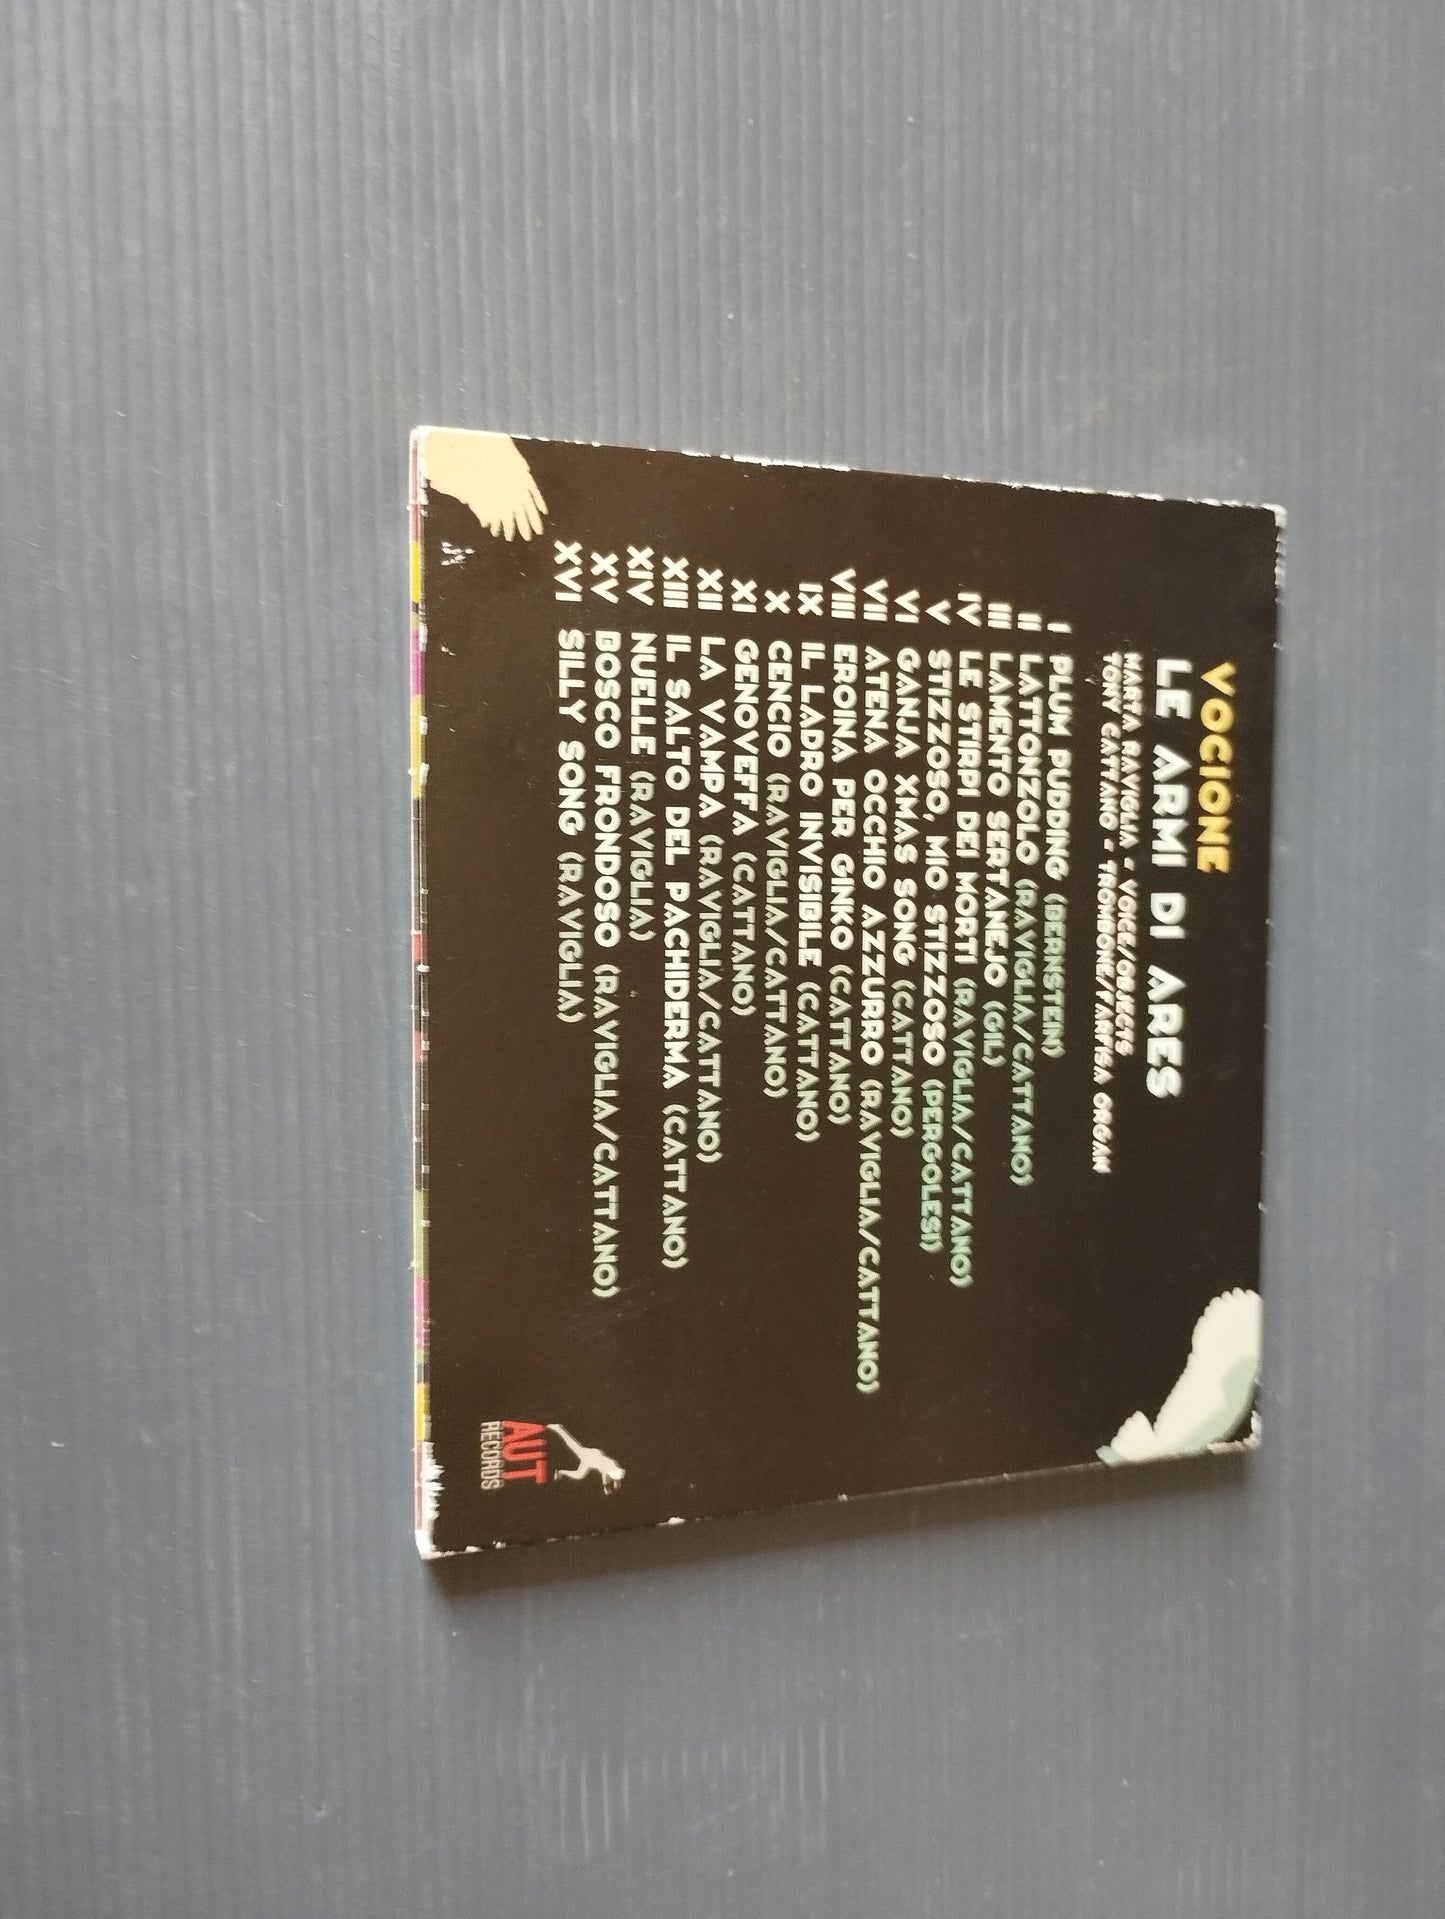 VOCIONE
LE ARMI DI ARES
MARTA RAVIGLIA - VOICE/OBJECTS
TONY CATTANO - TROMBONE/FARFISA ORGAN
I PLUM PUDDING (BERNSTEIN)
II LATTONZOLO (RAVIGLIA/CATTANO)
III LAMENTO SERTANEJO (GIL)
IV LE STIRPI DEI MORTI (RAVIGLIA/CATTANO)
V STIZZOSO, MIO STIZZOSO (PERGOLESI)
VI GANJA XMAS SONG (CATTANO)
VII ATENA OCCHIO AZZURRO (RAVIGLIA/CATTANO)
VIII EROINA PER GINKO (CATTANO)
IX IL LADRO INVISIBILE (CATTANO)
X CENCIO (RAVIGLIA/CATTANO)
XI GENOVEFFA (CATTANO)
XII LA VAMPA (RAVIGLIA/CATTANO)
XIII IL SALTO DEL PACHIDERMA (CATTANO)
XIV NUELLE (RAVIGLIA)
XV BOSCO FRONDOSO (RAVIGLIA/CATTANO)
XVI SILLY SONG (RAVIGLIA)
AUT
RECORDS